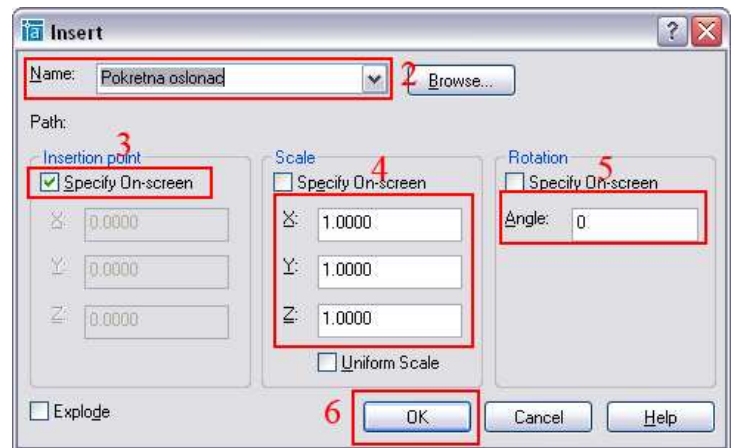 Insert
Name: Pokretna oslonac 2 Browse...
Path:
3
Insertion point
Specify On-screen
X: 0.0000
Y: 0.0000
Z: 0.0000
Scale
4
Specify On-screen
X: 1.0000
Y: 1.0000
Z: 1.0000
Uniform Scale
Rotation
5
Specify On-screen
Angle: 0
Explode
6 OK Cancel Help